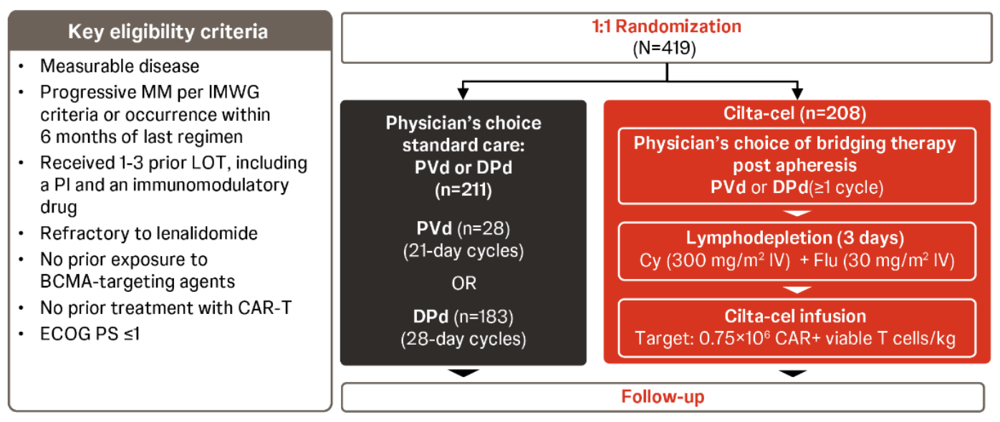 Key eligibility criteria
• Measurable disease
• Progressive MM per IMWG
criteria or occurrence within
6 months of last regimen
• Received 1-3 prior LOT, including
a PI and an immunomodulatory
drug
• Refractory to lenalidomide
• No prior exposure to
BCMA-targeting agents
• No prior treatment with CAR-T
• ECOG PS ≤1
1:1 Randomization
(N=419)
Physician’s choice
standard care:
PVd or DPd
(n=211)
PVd (n=28)
(21-day cycles)
OR
DPd (n=183)
(28-day cycles)
Cilta-cel (n=208)
Physician’s choice of bridging therapy
post apheresis
PVd or DPd(≥1 cycle)
Lymphodepletion (3 days)
Cy (300 mg/m² IV) + Flu (30 mg/m² IV)
Cilta-cel infusion
Target: 0.75×10⁶ CAR+ viable T cells/kg
Follow-up